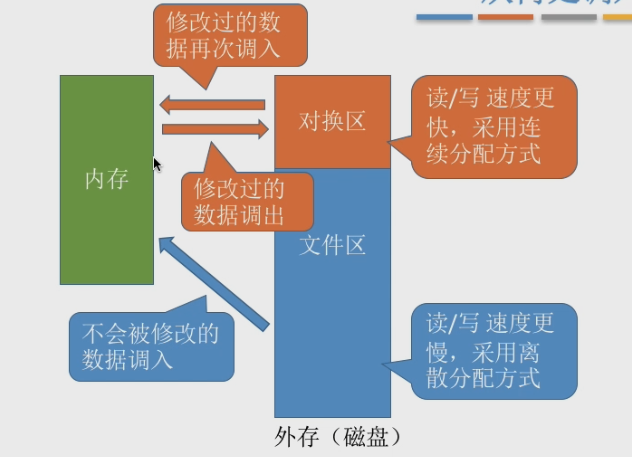 修改过的数
据再次调入
对换区
读/写 速度更
快，采用连
续分配方式
内存
修改过的
数据调出
文件区
不会被修改的
数据调入
读/写 速度更
慢，采用离
散分配方式
外存（磁盘）